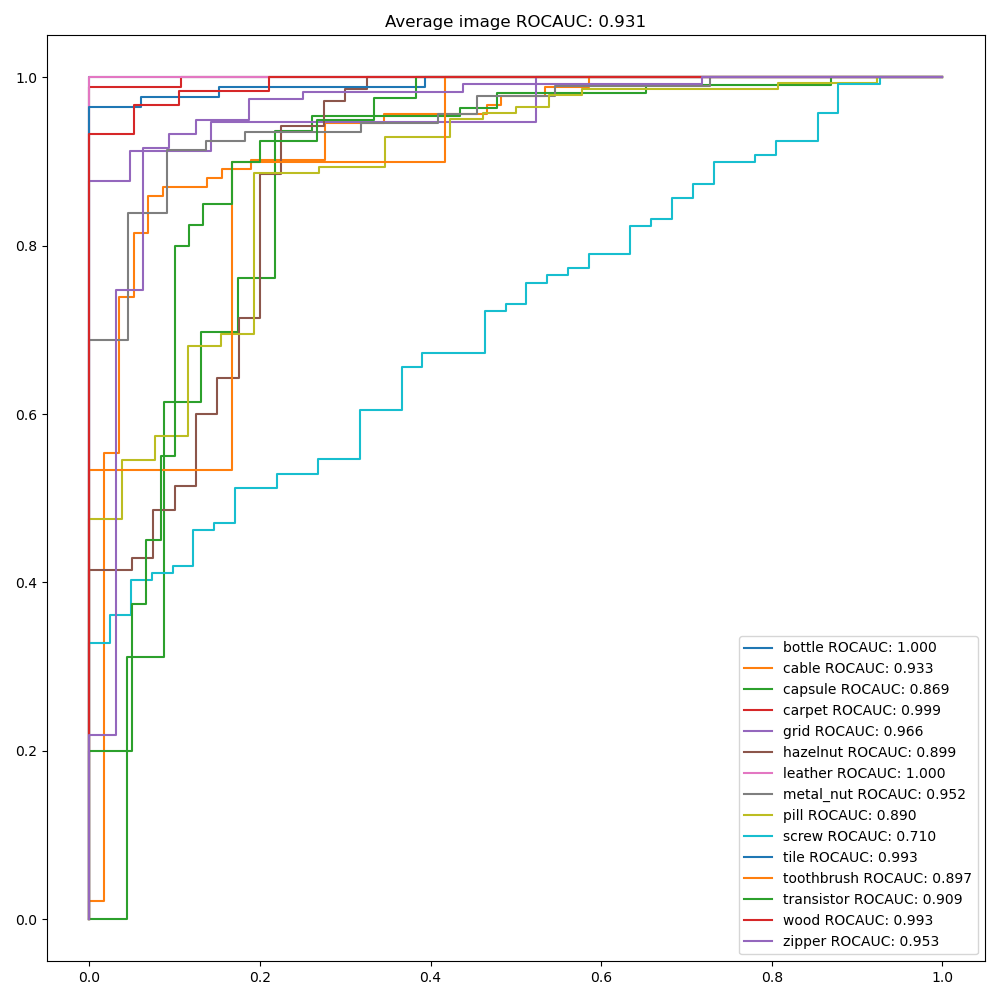 Average image ROCAUC: 0.931
1.0
0.8
0.6
0.4
0.2
0.0
bottle ROCAUC: 1.000
cable ROCAUC: 0.933
capsule ROCAUC: 0.869
carpet ROCAUC: 0.999
grid ROCAUC: 0.966
hazelnut ROCAUC: 0.899
leather ROCAUC: 1.000
metal_nut ROCAUC: 0.952
pill ROCAUC: 0.890
screw ROCAUC: 0.710
tile ROCAUC: 0.993
toothbrush ROCAUC: 0.897
transistor ROCAUC: 0.909
wood ROCAUC: 0.993
zipper ROCAUC: 0.953
0.0 0.2 0.4 0.6 0.8 1.0